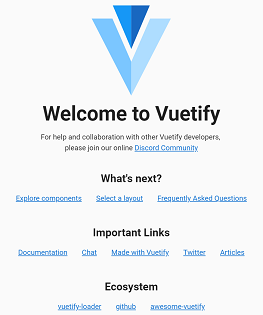 Welcome to Vuetify
For help and collaboration with other Vuetify developers,
please join our online Discord Community
What's next?
Explore components Select a layout Frequently Asked Questions
Important Links
Documentation Chat Made with Vuetify Twitter Articles
Ecosystem
vuetify-loader github awesome-vuetify